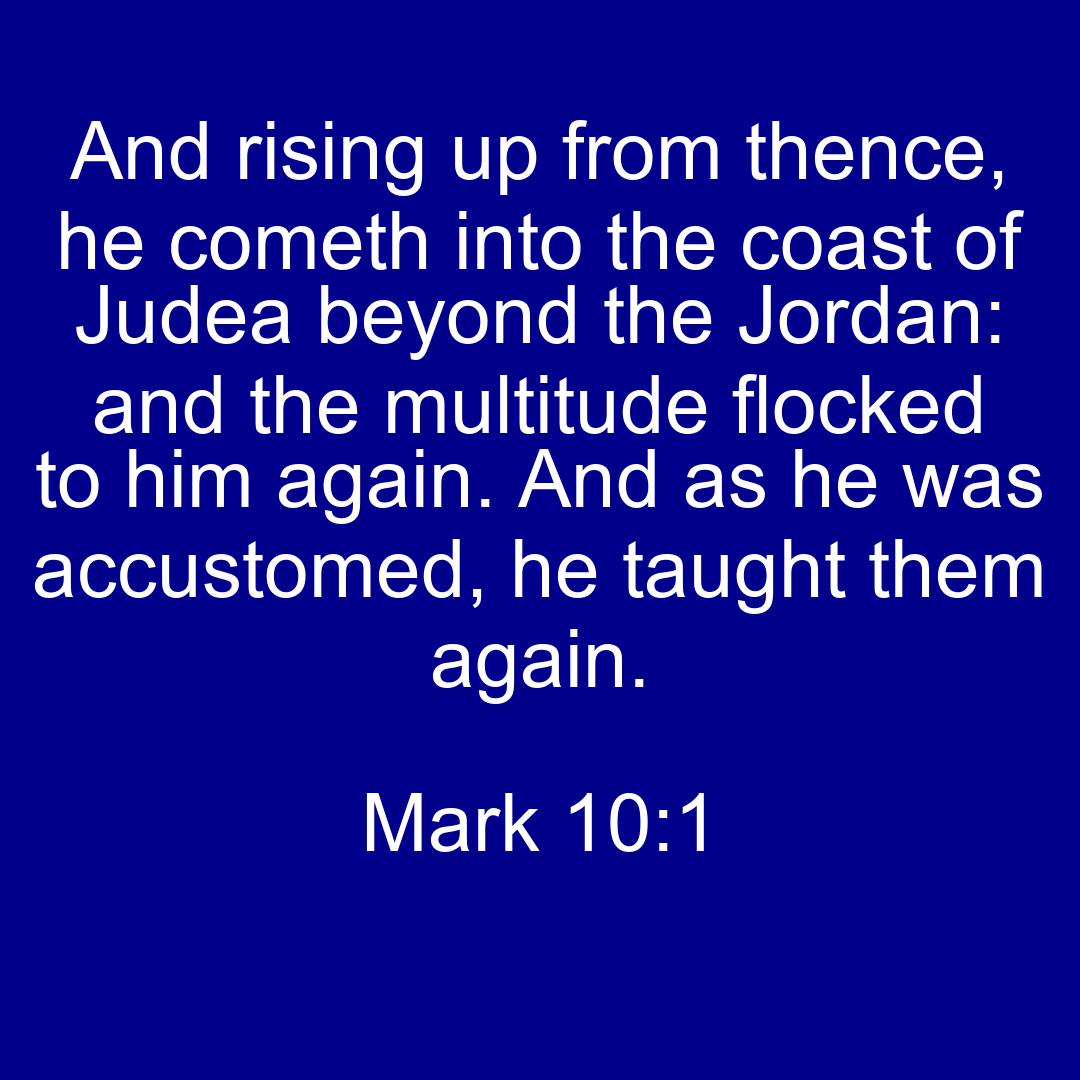 And rising up from thence,
he cometh into the coast of
Judea beyond the Jordan:
and the multitude flocked
to him again. And as he was
accustomed, he taught them
again.
Mark 10:1